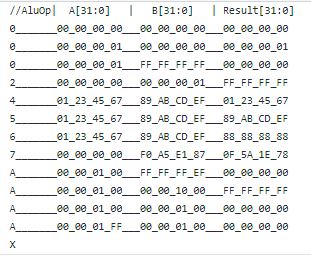 //AluOp| A[31:0] | B[31:0] | Result[31:0]
0_______00_00_00_00___00_00_00_00___00_00_00_00
0_______00_00_00_01___00_00_00_00___00_00_00_01
0_______00_00_00_01___FF_FF_FF_FF___00_00_00_00
2_______00_00_00_00___00_00_00_01___FF_FF_FF_FF
4_______01_23_45_67___89_AB_CD_EF___01_23_45_67
5_______01_23_45_67___89_AB_CD_EF___89_AB_CD_EF
6_______01_23_45_67___89_AB_CD_EF___88_88_88_88
7_______00_00_00_00___F0_A5_E1_87___0F_5A_1E_78
A_______00_00_01_00___FF_FF_FF_EF___00_00_00_00
A_______00_00_01_00___00_00_10_00___FF_FF_FF_FF
A_______00_00_01_00___00_00_01_00___00_00_00_00
A_______00_00_01_FF___00_00_01_00___00_00_00_00
X